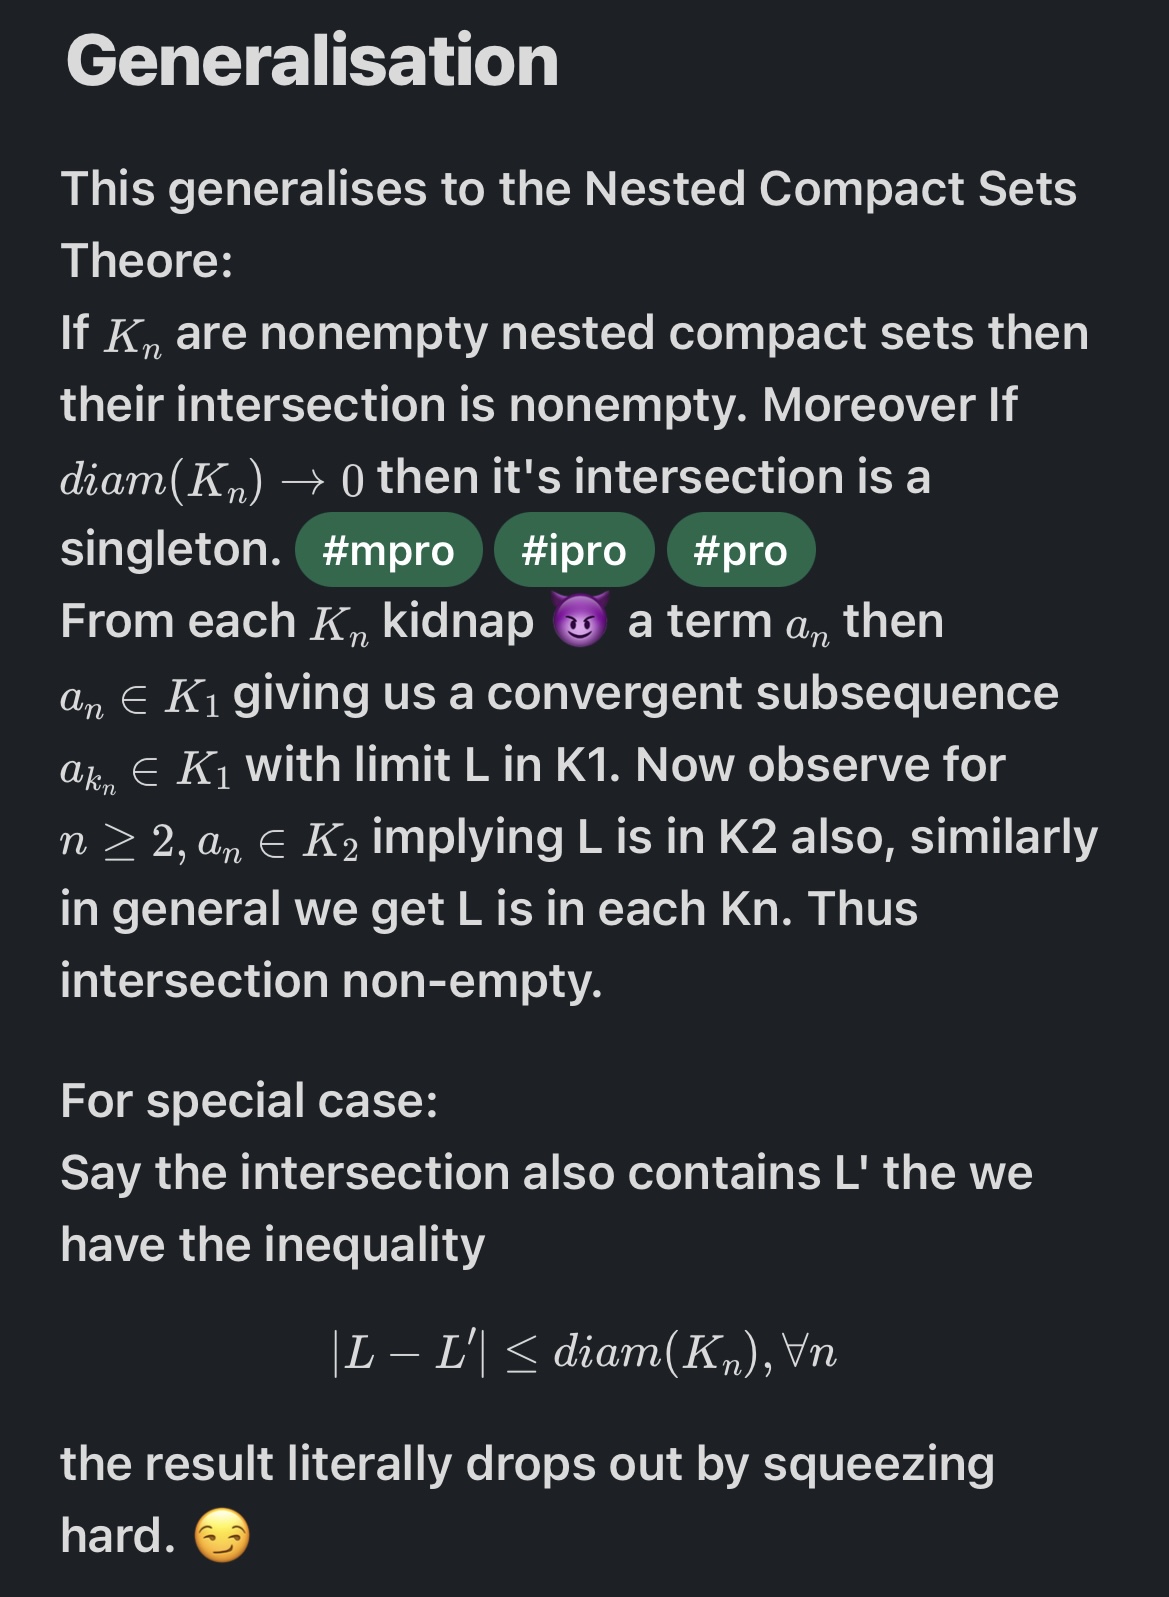 Generalisation
This generalises to the Nested Compact Sets
Theore:
If $K_n$ are nonempty nested compact sets then
their intersection is nonempty. Moreover If
$diam(K_n) \to 0$ then it's intersection is a
singleton. #mpro #ipro #pro
From each $K_n$ kidnap 😈 a term $a_n$ then
$a_n \in K_1$ giving us a convergent subsequence
$a_{k_n} \in K_1$ with limit L in K1. Now observe for
$n \geq 2, a_n \in K_2$ implying L is in K2 also, similarly
in general we get L is in each Kn. Thus
intersection non-empty.
For special case:
Say the intersection also contains L' the we
have the inequality
$|L - L'| \leq diam(K_n), \forall n$
the result literally drops out by squeezing
hard. 😏